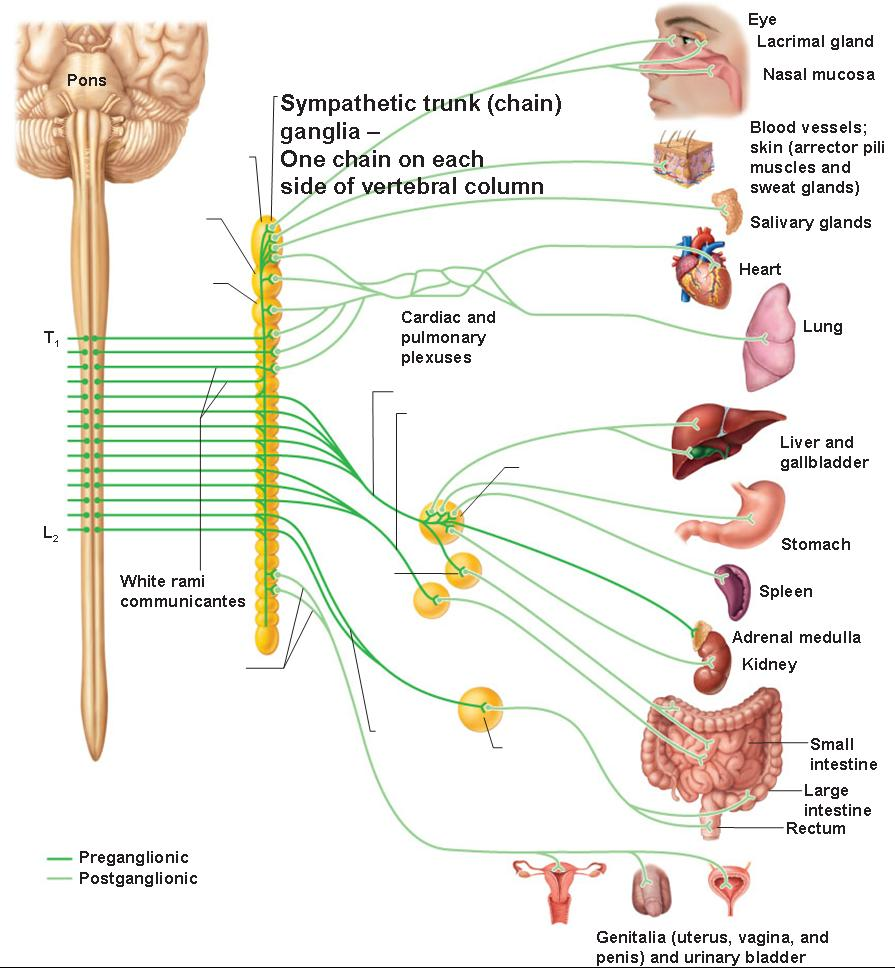 Pons
Sympathetic trunk (chain)
ganglia –
One chain on each
side of vertebral column
Eye
Lacrimal gland
Nasal mucosa
Blood vessels;
skin (arrector pili
muscles and
sweat glands)
Salivary glands
Heart
Cardiac and
pulmonary
plexuses
Lung
T1
Liver and
gallbladder
L2
Stomach
White rami
communicantes
Spleen
Adrenal medulla
Kidney
Small
intestine
Large
intestine
Rectum
Preganglionic
Postganglionic
Genitalia (uterus, vagina, and
penis) and urinary bladder